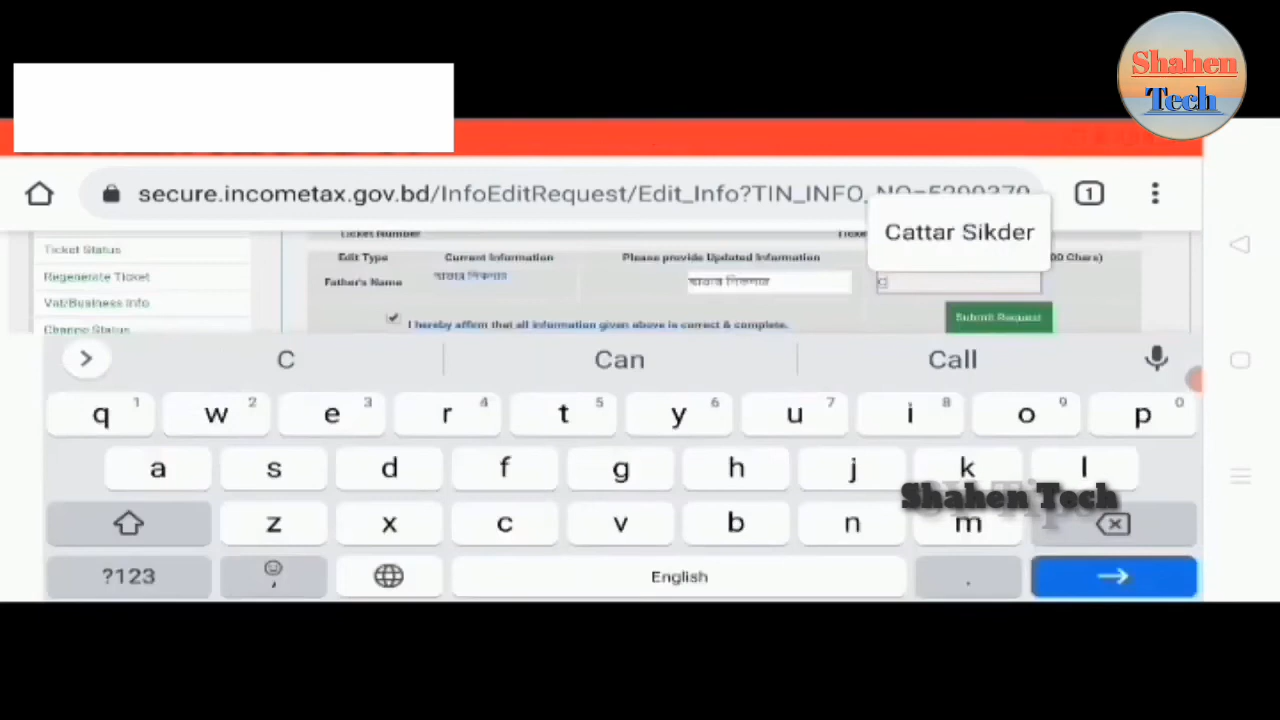 Shahen
Tech
secure.incometax.gov.bd/InfoEditRequest/Edit_Info?TIN_INFO_NO=5290270
1
Cattar Sikder
Ticket Status
Regenerate Ticket
Vat/Business Info
Change Status
Ticket Number
Edit Type Current Information Please provide Updated Information
Father's Name
I hereby affirm that all information given above is correct & complete.
Submit Request
C Can Call
q 1 w 2 e 3 r 4 t 5 y 6 u 7 i 8 o 9 p 0
a s d f g h j k l
Shahen Tech
z x c v b n m
?123 , English .